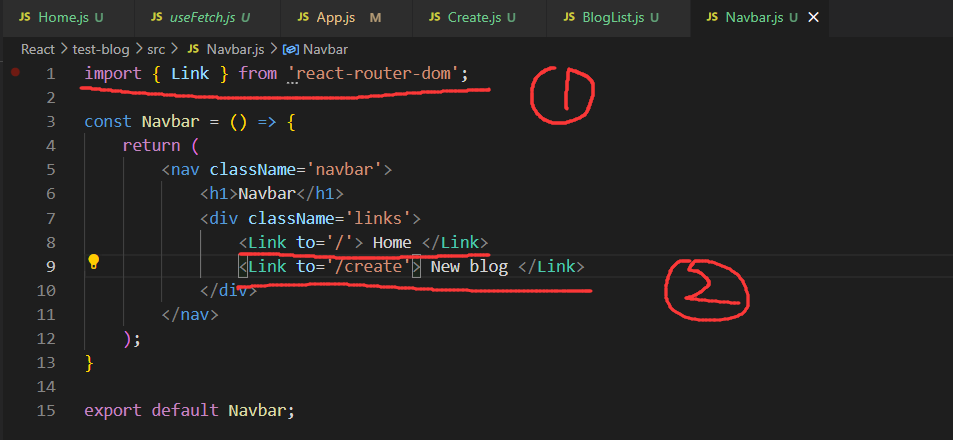 JS Home.js U JS useFetch.js U JS App.js M JS Create.js U JS BlogList.js U JS Navbar.js U ×
React > test-blog > src > JS Navbar.js > Navbar
1 import { Link } from 'react-router-dom';
2
3 const Navbar = () => {
4 return (
5 <nav className='navbar'>
6 <h1>Navbar</h1>
7 <div className='links'>
8 <Link to='/'> Home </Link>
9 <Link to='/create'> New blog </Link>
10 </div>
11 </nav>
12 );
13 }
14
15 export default Navbar;
1
2